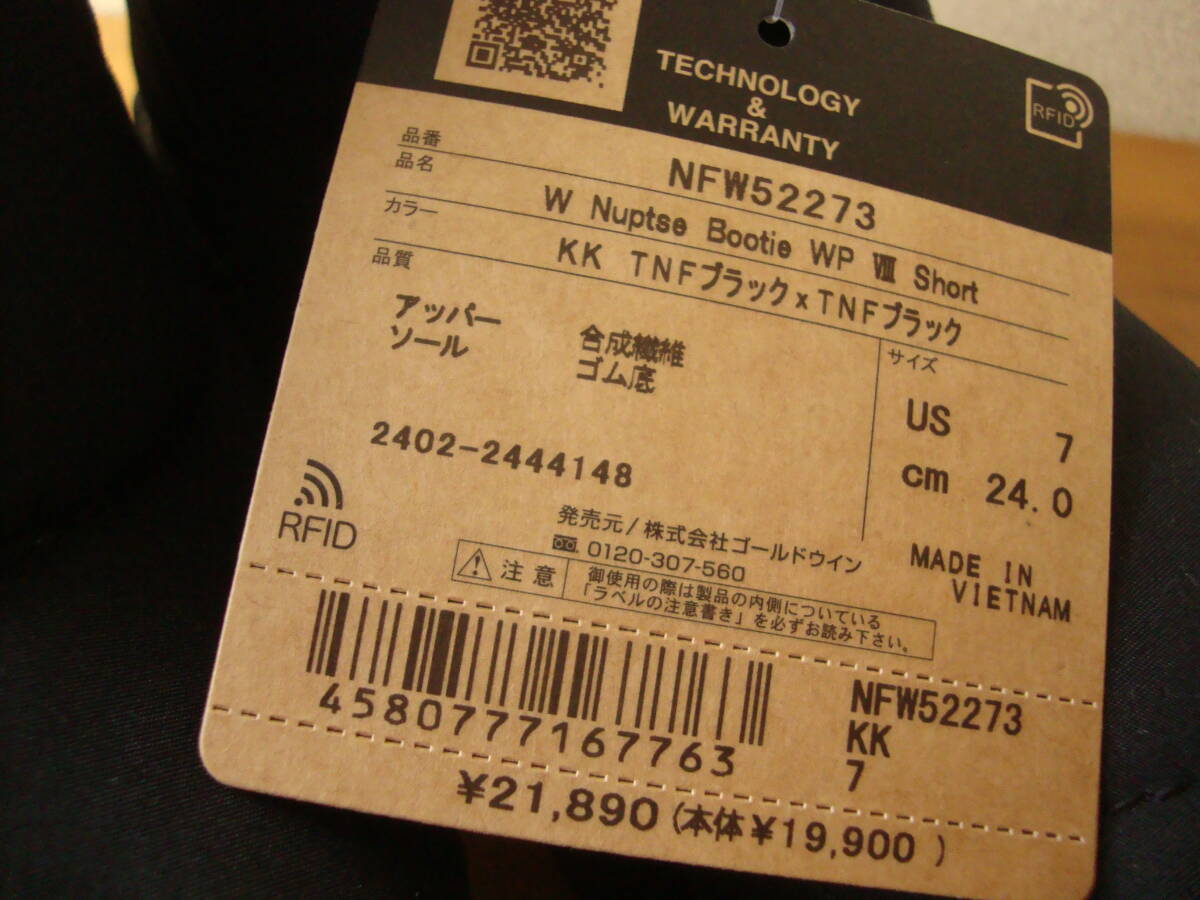 TECHNOLOGY
&
WARRANTY
RFID
品番 NFW52273
品名 W Nuptse Bootie WP Ⅷ Short
カラー KK TNFブラックxTNFブラック
品質
アッパー 合成繊維
ソール ゴム底
サイズ
US 7
cm 24.0
2402-2444148
RFID
発売元/株式会社ゴールドウイン
0120-307-560
MADE IN
VIETNAM
注意
御使用の際は製品の内側についている
「ラベルの注意書き」を必ずお読み下さい。
4580777167763
NFW52273
KK
7
¥21,890(本体¥19,900 )